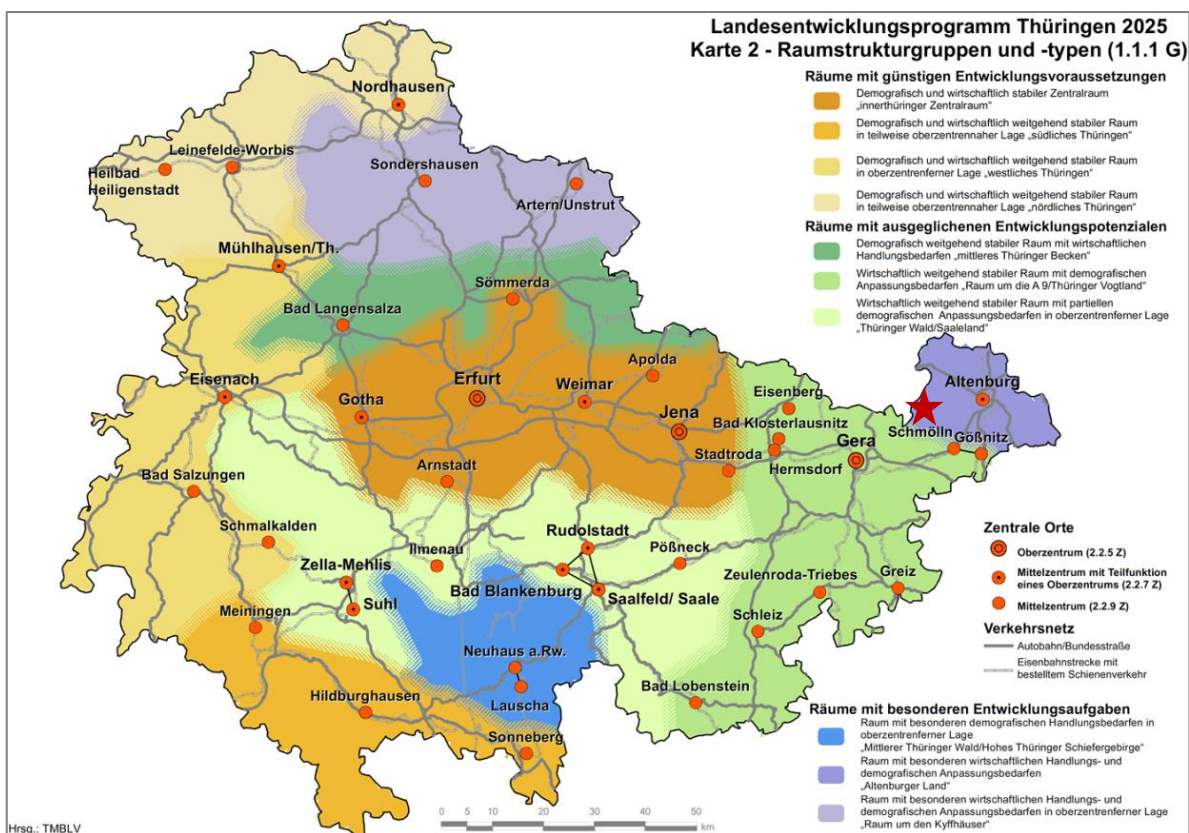 Landesentwicklungsprogramm Thüringen 2025
Karte 2 - Raumstrukturgruppen und -typen (1.1.1 G)
Räume mit günstigen Entwicklungsvoraussetzungen
Demografisch und wirtschaftlich stabiler Zentralraum
„innerthüringer Zentralraum“
Demografisch und wirtschaftlich weitgehend stabiler Raum
in teilweise oberzentrennaher Lage „südliches Thüringen“
Demografisch und wirtschaftlich weitgehend stabiler Raum
in oberzentrenferner Lage „westliches Thüringen“
Demografisch und wirtschaftlich weitgehend stabiler Raum
in teilweise oberzentrennaher Lage „nördliches Thüringen“
Räume mit ausgeglichenen Entwicklungspotenzialen
Demografisch weitgehend stabiler Raum mit wirtschaftlichen
Handlungsbedarfen „mittleres Thüringer Becken“
Wirtschaftlich weitgehend stabiler Raum mit demografischen
Anpassungsbedarfen „Raum um die A 9/Thüringer Vogtland“
Wirtschaftlich weitgehend stabiler Raum mit partiellen
demografischen Anpassungsbedarfen in oberzentrenferner Lage
„Thüringer Wald/Saaleland“
Nordhausen
Leinefelde-Worbis
Heilbad
Heiligenstadt
Sondershausen
Artern/Unstrut
Mühlhausen/Th.
Sömmerda
Bad Langensalza
Apolda
Eisenach
Erfurt
Weimar
Gotha
Jena
Eisenberg
Altenburg
Bad Klosterlausnitz
Schmölln
Gößnitz
Gera
Stadtroda
Hermsdorf
Arnstadt
Bad Salzungen
Schmalkalden
Ilmenau
Rudolstadt
Pößneck
Zella-Mehlis
Bad Blankenburg
Zeulenroda-Triebes
Greiz
Saalfeld/ Saale
Suhl
Meiningen
Schleiz
Neuhaus a.Rw.
Hildburghausen
Lauscha
Bad Lobenstein
Sonneberg
Zentrale Orte
Oberzentrum (2.2.5 Z)
Mittelzentrum mit Teilfunktion
eines Oberzentrums (2.2.7 Z)
Mittelzentrum (2.2.9 Z)
Verkehrsnetz
Autobahn/Bundesstraße
Eisenbahnstrecke mit
bestelltem Schienenverkehr
Räume mit besonderen Entwicklungsaufgaben
Raum mit besonderen demografischen Handlungsbedarfen in
oberzentrenferner Lage
„Mittlerer Thüringer Wald/Hohes Thüringer Schiefergebirge“
Raum mit besonderen wirtschaftlichen Handlungs- und
demografischen Anpassungsbedarfen
„Altenburger Land“
Raum mit besonderen wirtschaftlichen Handlungs- und
demografischen Anpassungsbedarfen in oberzentrenferner Lage
„Raum um den Kyffhäuser“
0 10 20 30 40 50
km
Hrsg.: TMBLV